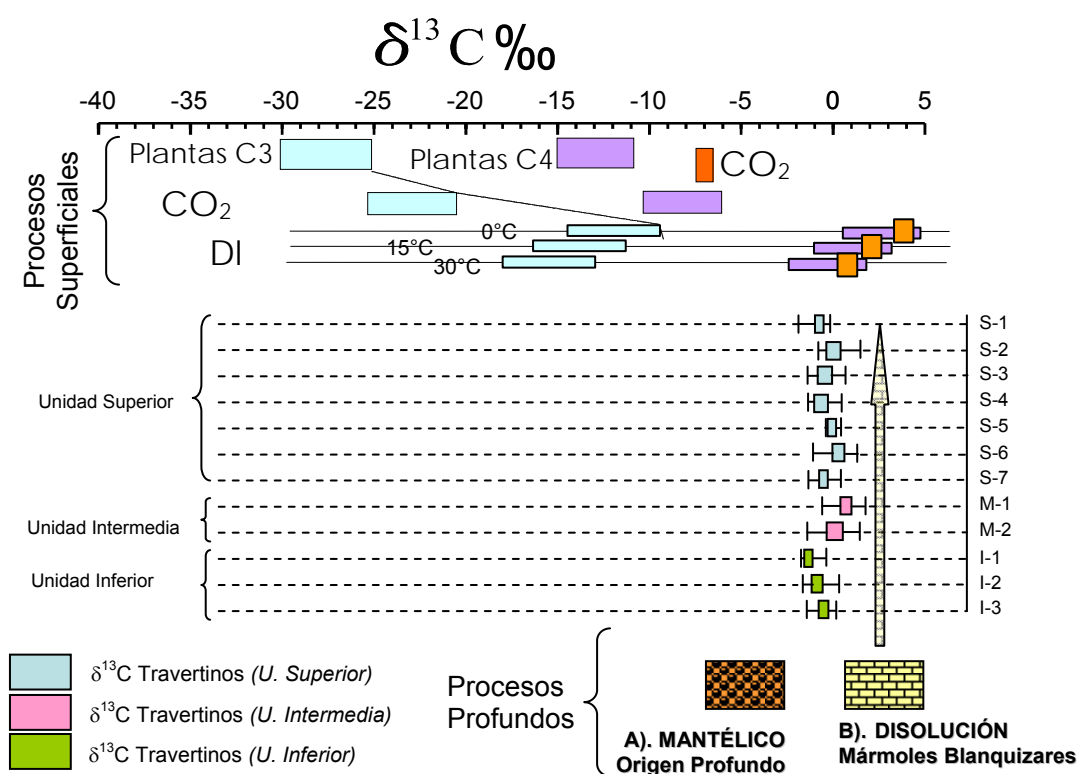 δ¹³C‰
-40 -35 -30 -25 -20 -15 -10 -5 0 5
Procesos
Superficiales
Plantas C3
Plantas C4
CO₂
CO₂
DI
0°C
15°C
30°C
Unidad Superior
S-1
S-2
S-3
S-4
S-5
S-6
S-7
Unidad Intermedia
M-1
M-2
Unidad Inferior
I-1
I-2
I-3
δ¹³C Travertinos (U. Superior)
δ¹³C Travertinos (U. Intermedia)
δ¹³C Travertinos (U. Inferior)
Procesos
Profundos
A). MANTÉLICO
Origen Profundo
B). DISOLUCIÓN
Mármoles Blanquizares